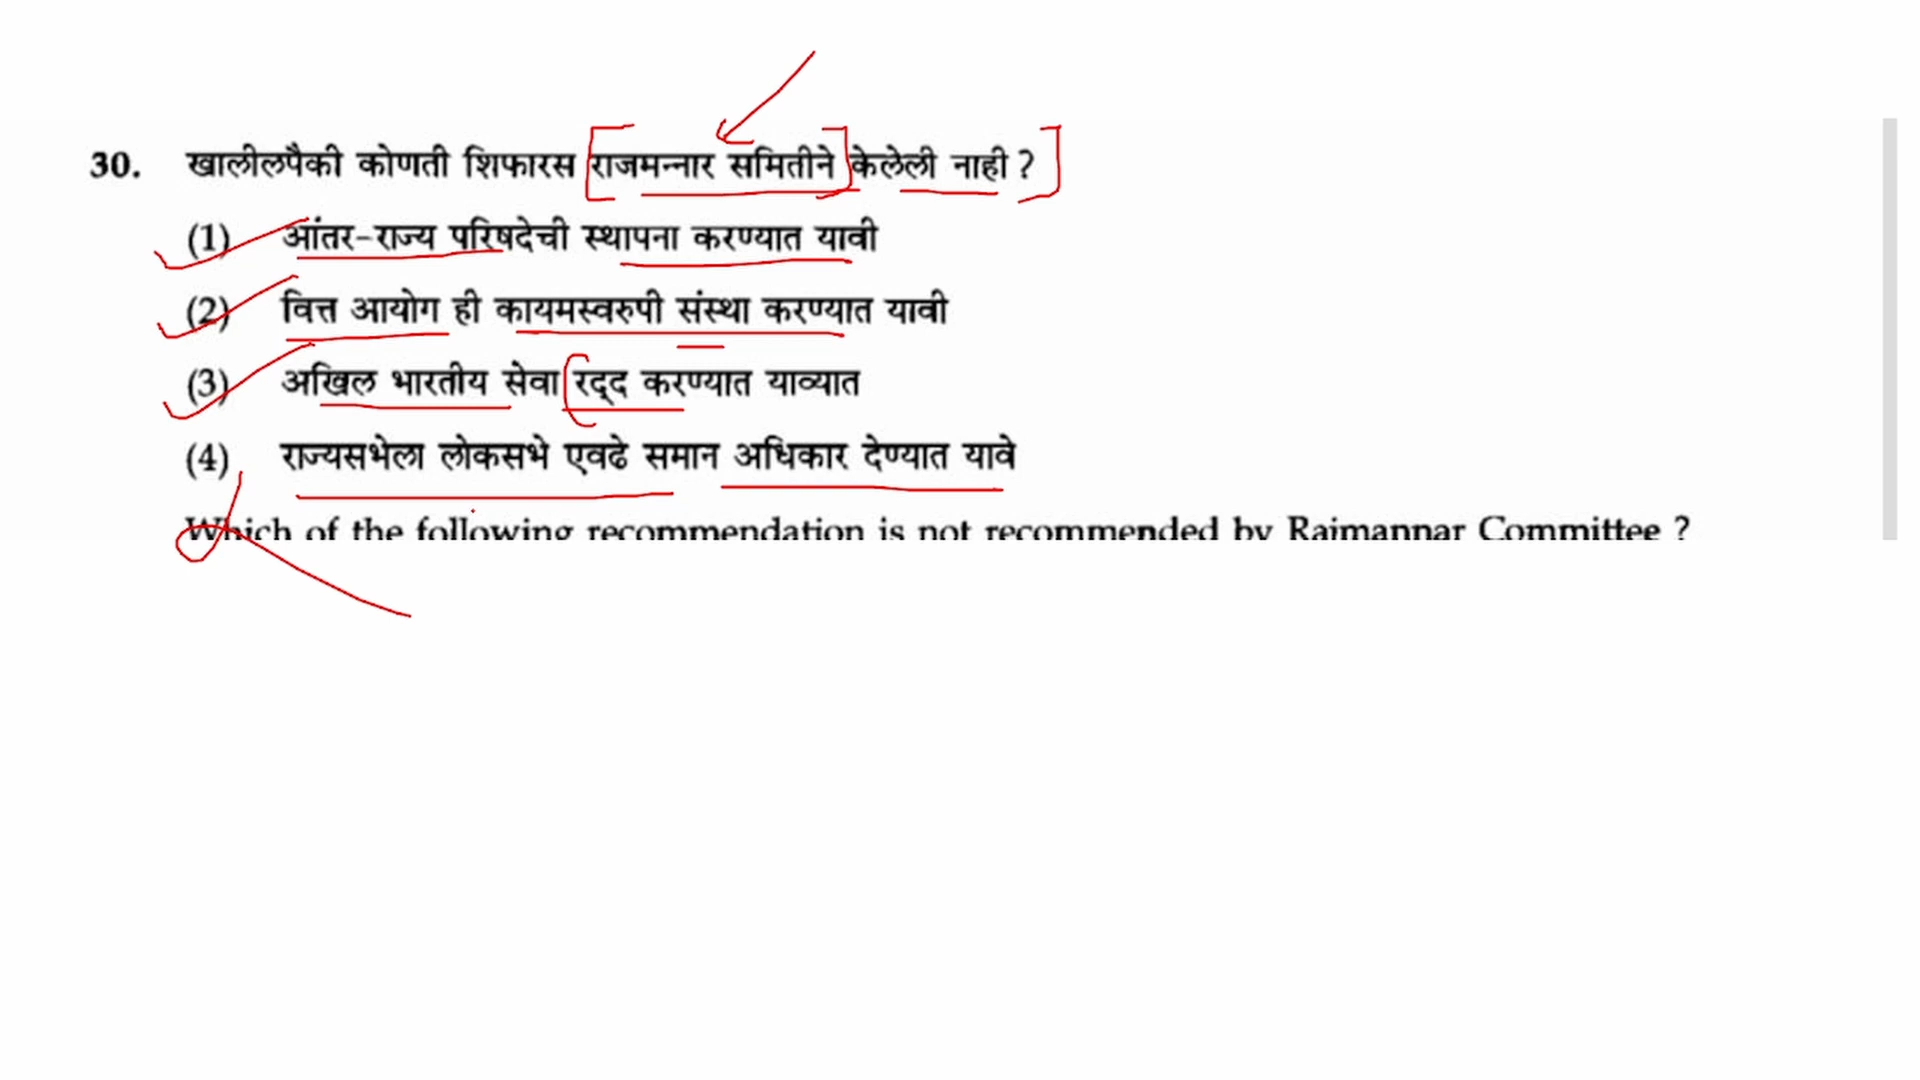 30. खालीलपैकी कोणती शिफारस राजमन्नार समितीने केलेली नाही ?
(1) आंतर-राज्य परिषदेची स्थापना करण्यात यावी
(2) वित्त आयोग ही कायमस्वरुपी संस्था करण्यात यावी
(3) अखिल भारतीय सेवा रद्द करण्यात याव्यात
(4) राज्यसभेला लोकसभे एवढे समान अधिकार देण्यात यावे
Which of the following recommendation is not recommended by Rajmannar Committee ?